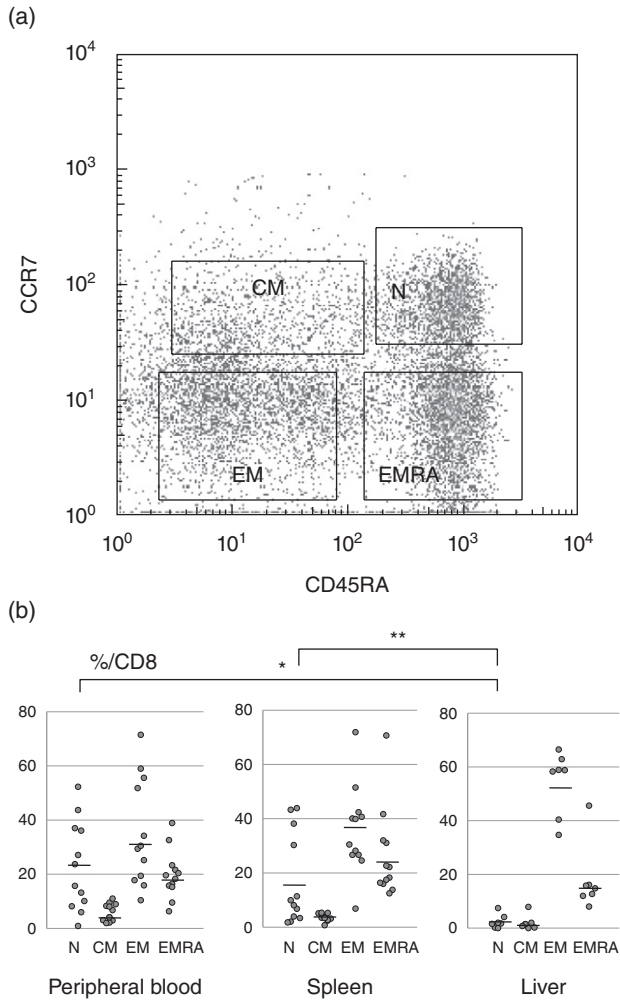 (a)
10^4
10^3
10^2
10^1
10^0
CCR7
CM
N
EM
EMRA
10^0 10^1 10^2 10^3 10^4
CD45RA
(b)
**
%/CD8
*
80
60
40
20
0
N CM EM EMRA
Peripheral blood
80
60
40
20
0
N CM EM EMRA
Spleen
80
60
40
20
0
N CM EM EMRA
Liver